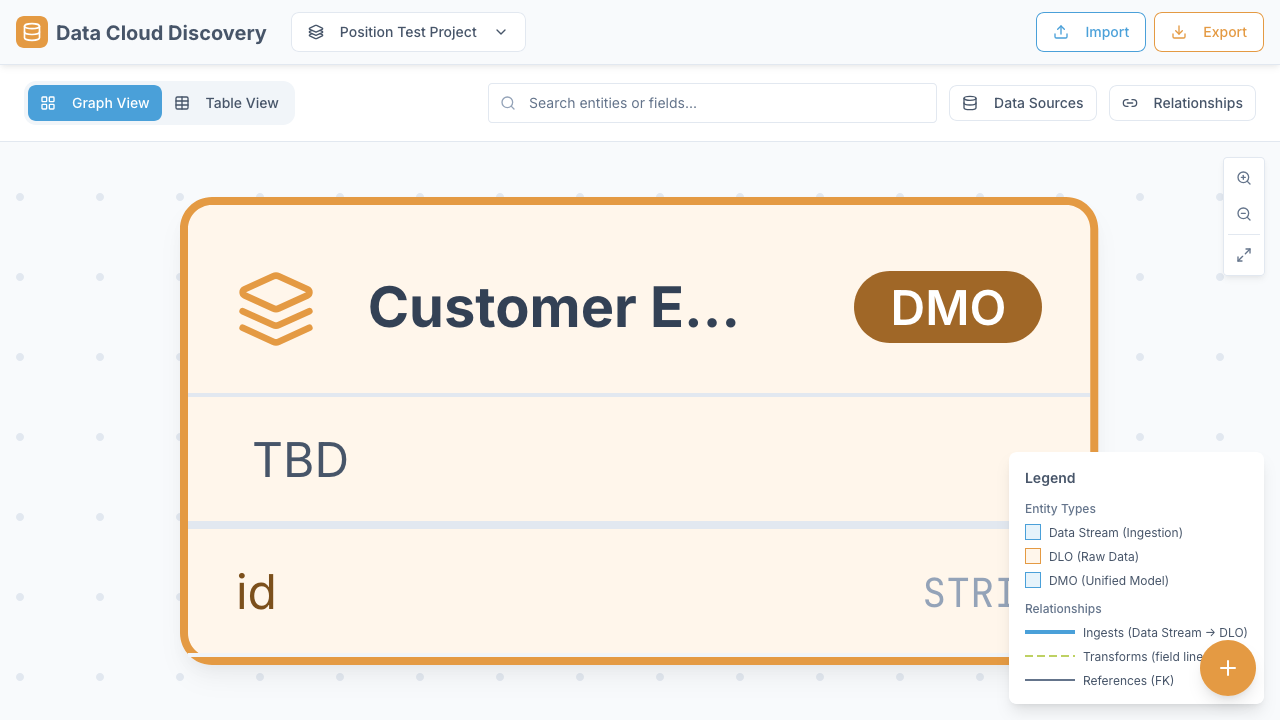 Data Cloud Discovery
Position Test Project
Import
Export
Graph View
Table View
Search entities or fields...
Data Sources
Relationships
Customer E...
DMO
TBD
id
STRI
Legend
Entity Types
Data Stream (Ingestion)
DLO (Raw Data)
DMO (Unified Model)
Relationships
Ingests (Data Stream → DLO)
Transforms (field line
References (FK)